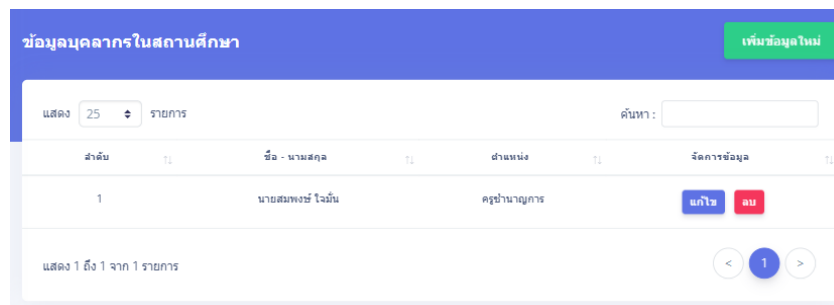 ข้อมูลบุคลากรในสถานศึกษา
เพิ่มข้อมูลใหม่
แสดง 25 รายการ
ค้นหา :
ลำดับ ชื่อ - นามสกุล ตำแหน่ง จัดการข้อมูล
1 นายสมพงษ์ ใจมั่น ครูชำนาญการ แก้ไข ลบ
แสดง 1 ถึง 1 จาก 1 รายการ
< 1 >